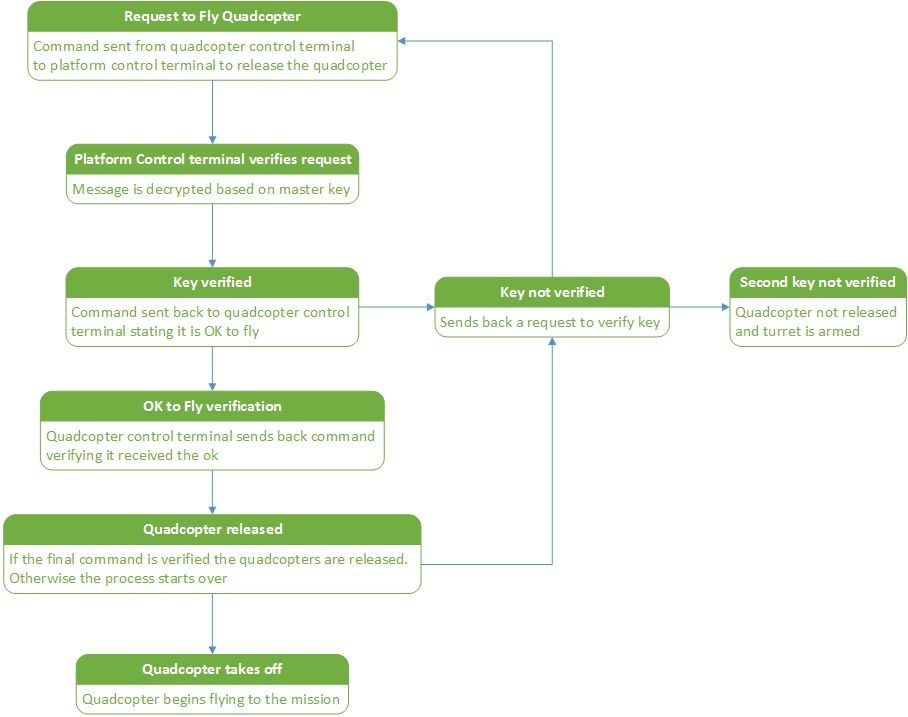 Request to Fly Quadcopter
Command sent from quadcopter control terminal
to platform control terminal to release the quadcopter
Platform Control terminal verifies request
Message is decrypted based on master key
Key verified
Command sent back to quadcopter control
terminal stating it is OK to fly
Key not verified
Sends back a request to verify key
Second key not verified
Quadcopter not released
and turret is armed
OK to Fly verification
Quadcopter control terminal sends back command
verifying it received the ok
Quadcopter released
If the final command is verified the quadcopters are released.
Otherwise the process starts over
Quadcopter takes off
Quadcopter begins flying to the mission